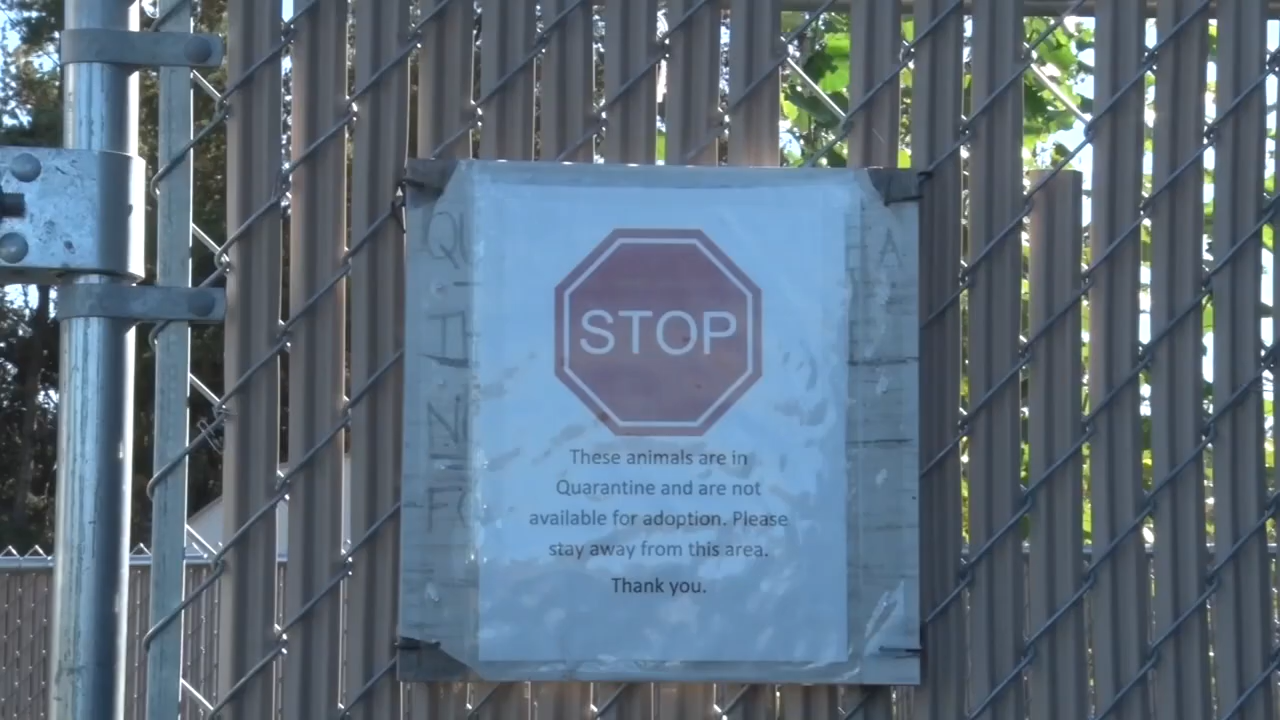 STOP
These animals are in
Quarantine and are not
available for adoption. Please
stay away from this area.
Thank you.